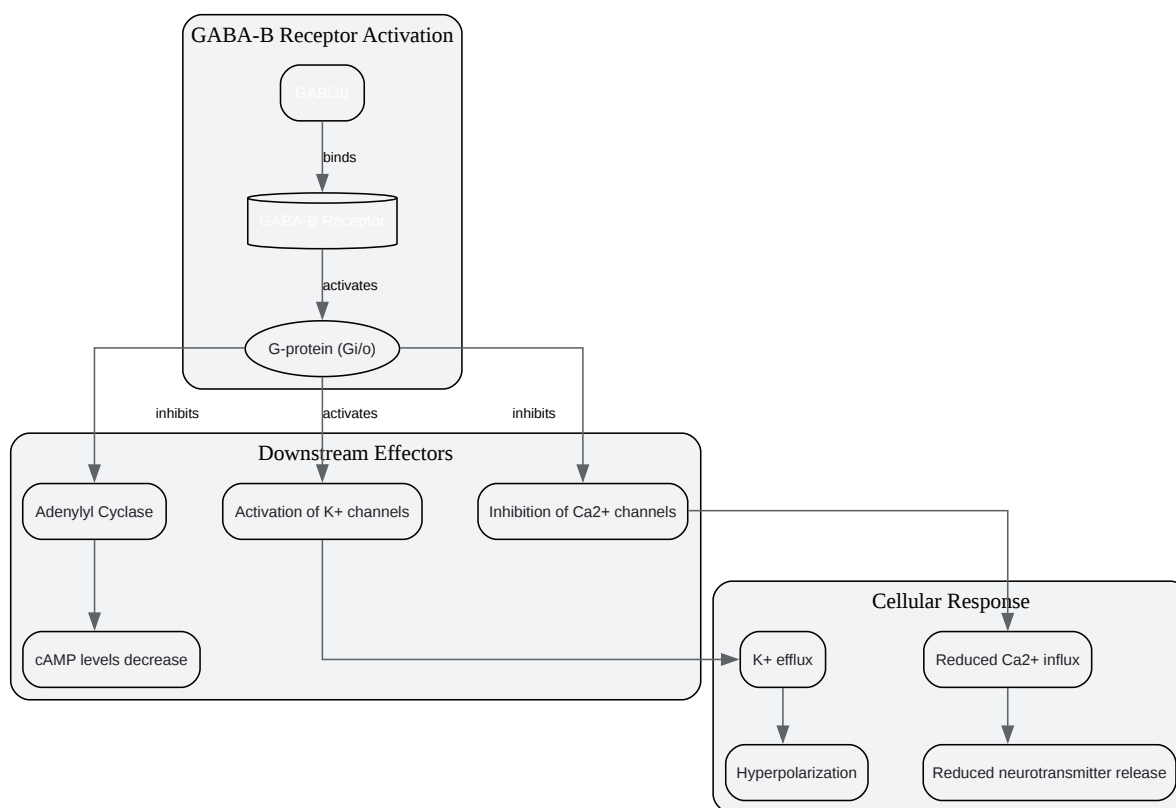 GABA-B Receptor Activation
GABOB
binds
GABA-B Receptor
activates
G-protein (Gi/o)
inhibits
activates
inhibits
Downstream Effectors
Adenylyl Cyclase
Activation of K+ channels
Inhibition of Ca2+ channels
cAMP levels decrease
Cellular Response
K+ efflux
Reduced Ca2+ influx
Hyperpolarization
Reduced neurotransmitter release